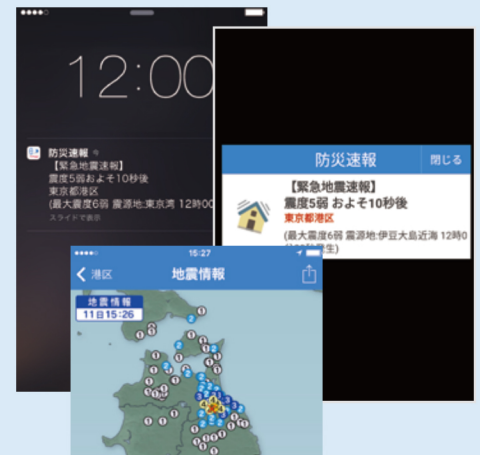 12:00
防災速報 今
【緊急地震速報】
震度5弱およそ10秒後
東京都港区
(最大震度6弱 震源地:東京湾 12時00
スライドで表示
防災速報 閉じる
【緊急地震速報】
震度5弱 およそ10秒後
東京都港区
(最大震度6弱 震源地:伊豆大島近海 12時0
生)
15:27
港区 地震情報
地震情報
11日15:26